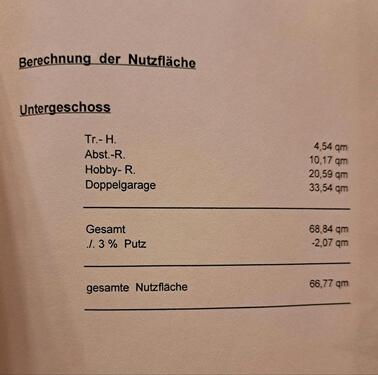 Berechnung der Nutzfläche
Untergeschoss
Tr.- H. 4,54 qm
Abst.-R. 10,17 qm
Hobby- R. 20,59 qm
Doppelgarage 33,54 qm
Gesamt 68,84 qm
./. 3 % Putz -2,07 qm
gesamte Nutzfläche 66,77 qm